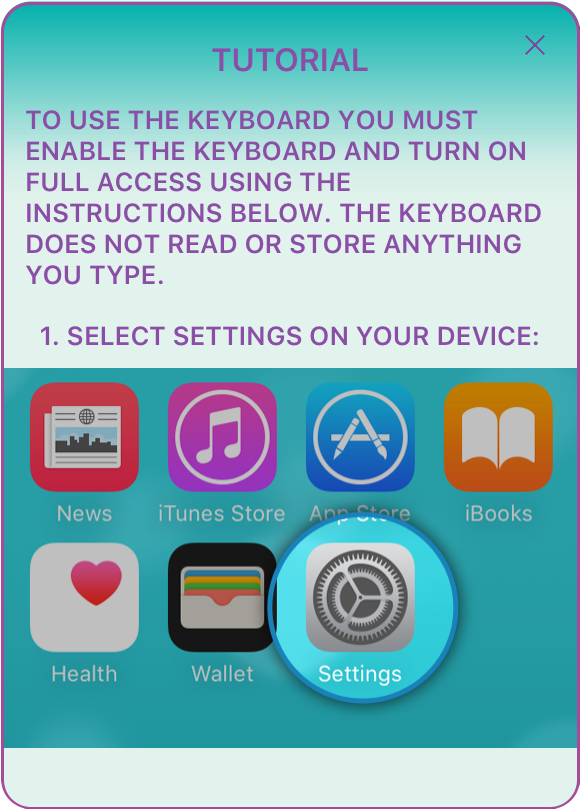 TUTORIAL
TO USE THE KEYBOARD YOU MUST
ENABLE THE KEYBOARD AND TURN ON
FULL ACCESS USING THE
INSTRUCTIONS BELOW. THE KEYBOARD
DOES NOT READ OR STORE ANYTHING
YOU TYPE.
1. SELECT SETTINGS ON YOUR DEVICE:
News iTunes Store App Store iBooks
Health Wallet Settings